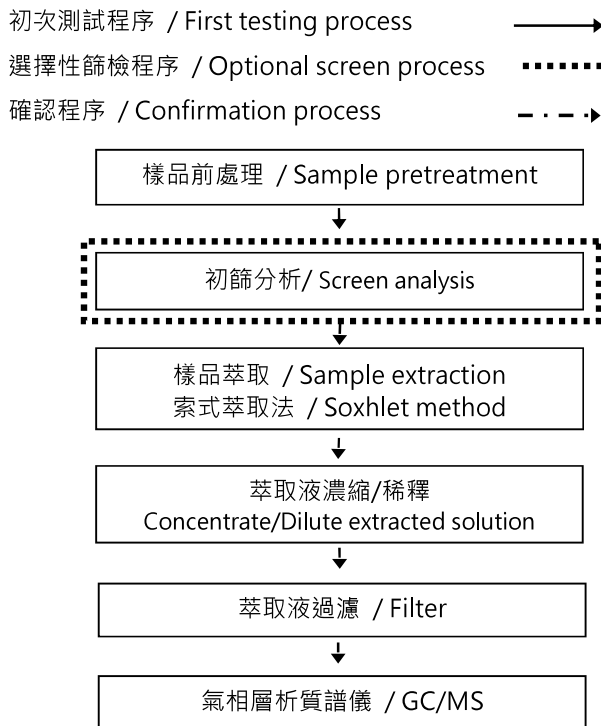 初次測試程序 / First testing process
選擇性篩檢程序 / Optional screen process
確認程序 / Confirmation process
樣品前處理 / Sample pretreatment
初篩分析/ Screen analysis
樣品萃取 / Sample extraction
索式萃取法 / Soxhlet method
萃取液濃縮/稀釋
Concentrate/Dilute extracted solution
萃取液過濾 / Filter
氣相層析質譜儀 / GC/MS